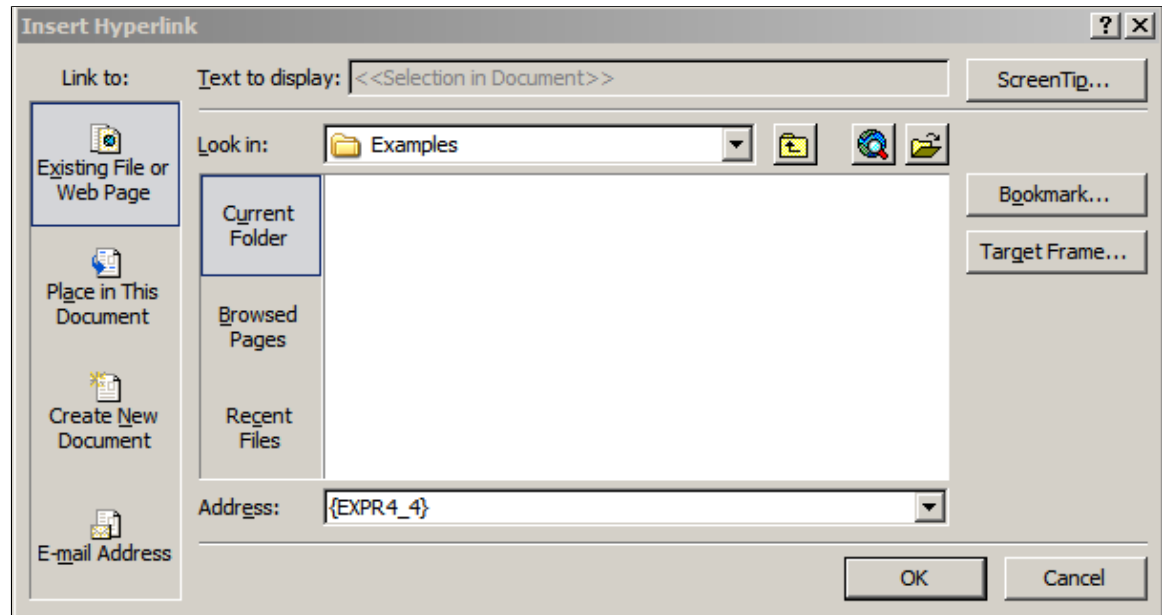 Insert Hyperlink
Link to:
Text to display:
<<Selection in Document>>
ScreenTip...
Existing File or
Web Page
Look in:
Examples
Current
Folder
Bookmark...
Target Frame...
Place in This
Document
Browsed
Pages
Create New
Document
Recent
Files
Address:
{EXPR4_4}
E-mail Address
OK
Cancel